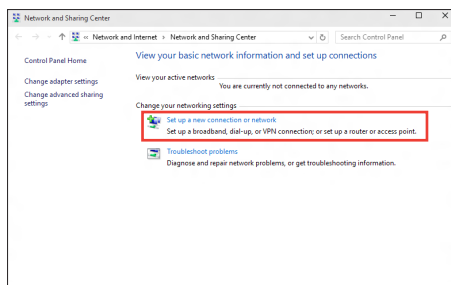 Network and Sharing Center
« Network and Internet › Network and Sharing Center
Search Control Panel
Control Panel Home
Change adapter settings
Change advanced sharing
settings
View your basic network information and set up connections
View your active networks
You are currently not connected to any networks.
Change your networking settings
Set up a new connection or network
Set up a broadband, dial-up, or VPN connection; or set up a router or access point.
Troubleshoot problems
Diagnose and repair network problems, or get troubleshooting information.